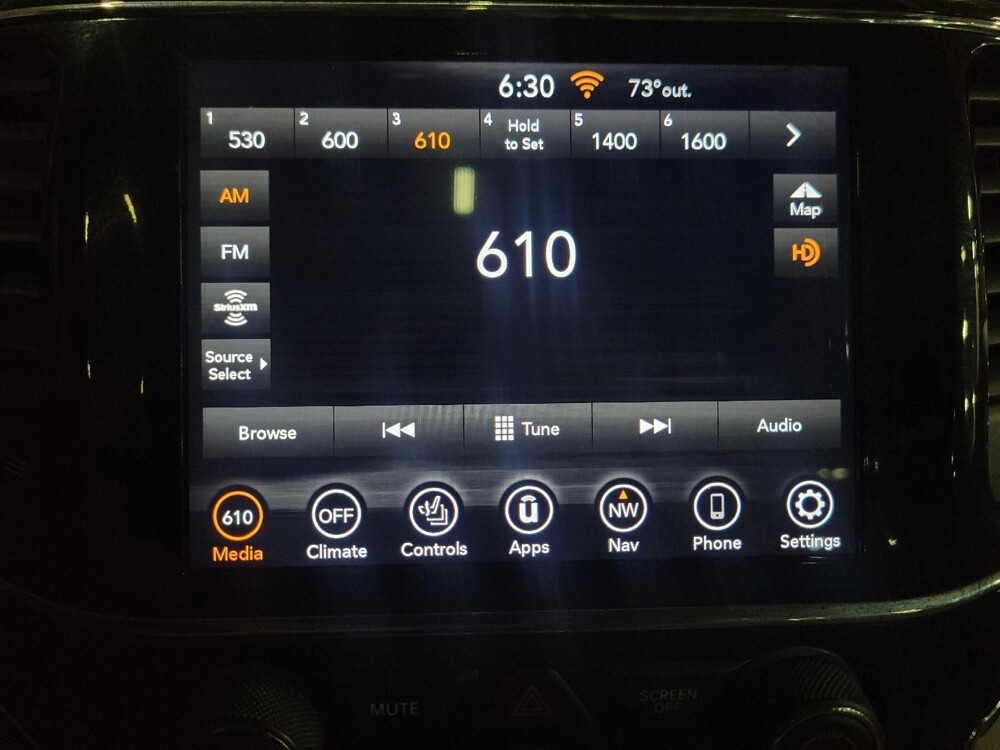 6:30 73°out.
1 530
2 600
3 610
4 Hold to Set
5 1400
6 1600
AM
FM
SiriusXM
Source
Select
610
Map
HD
Browse
Tune
Audio
610
Media
OFF
Climate
Controls
û
Apps
NW
Nav
Phone
Settings
MUTE
SCREEN
OFF